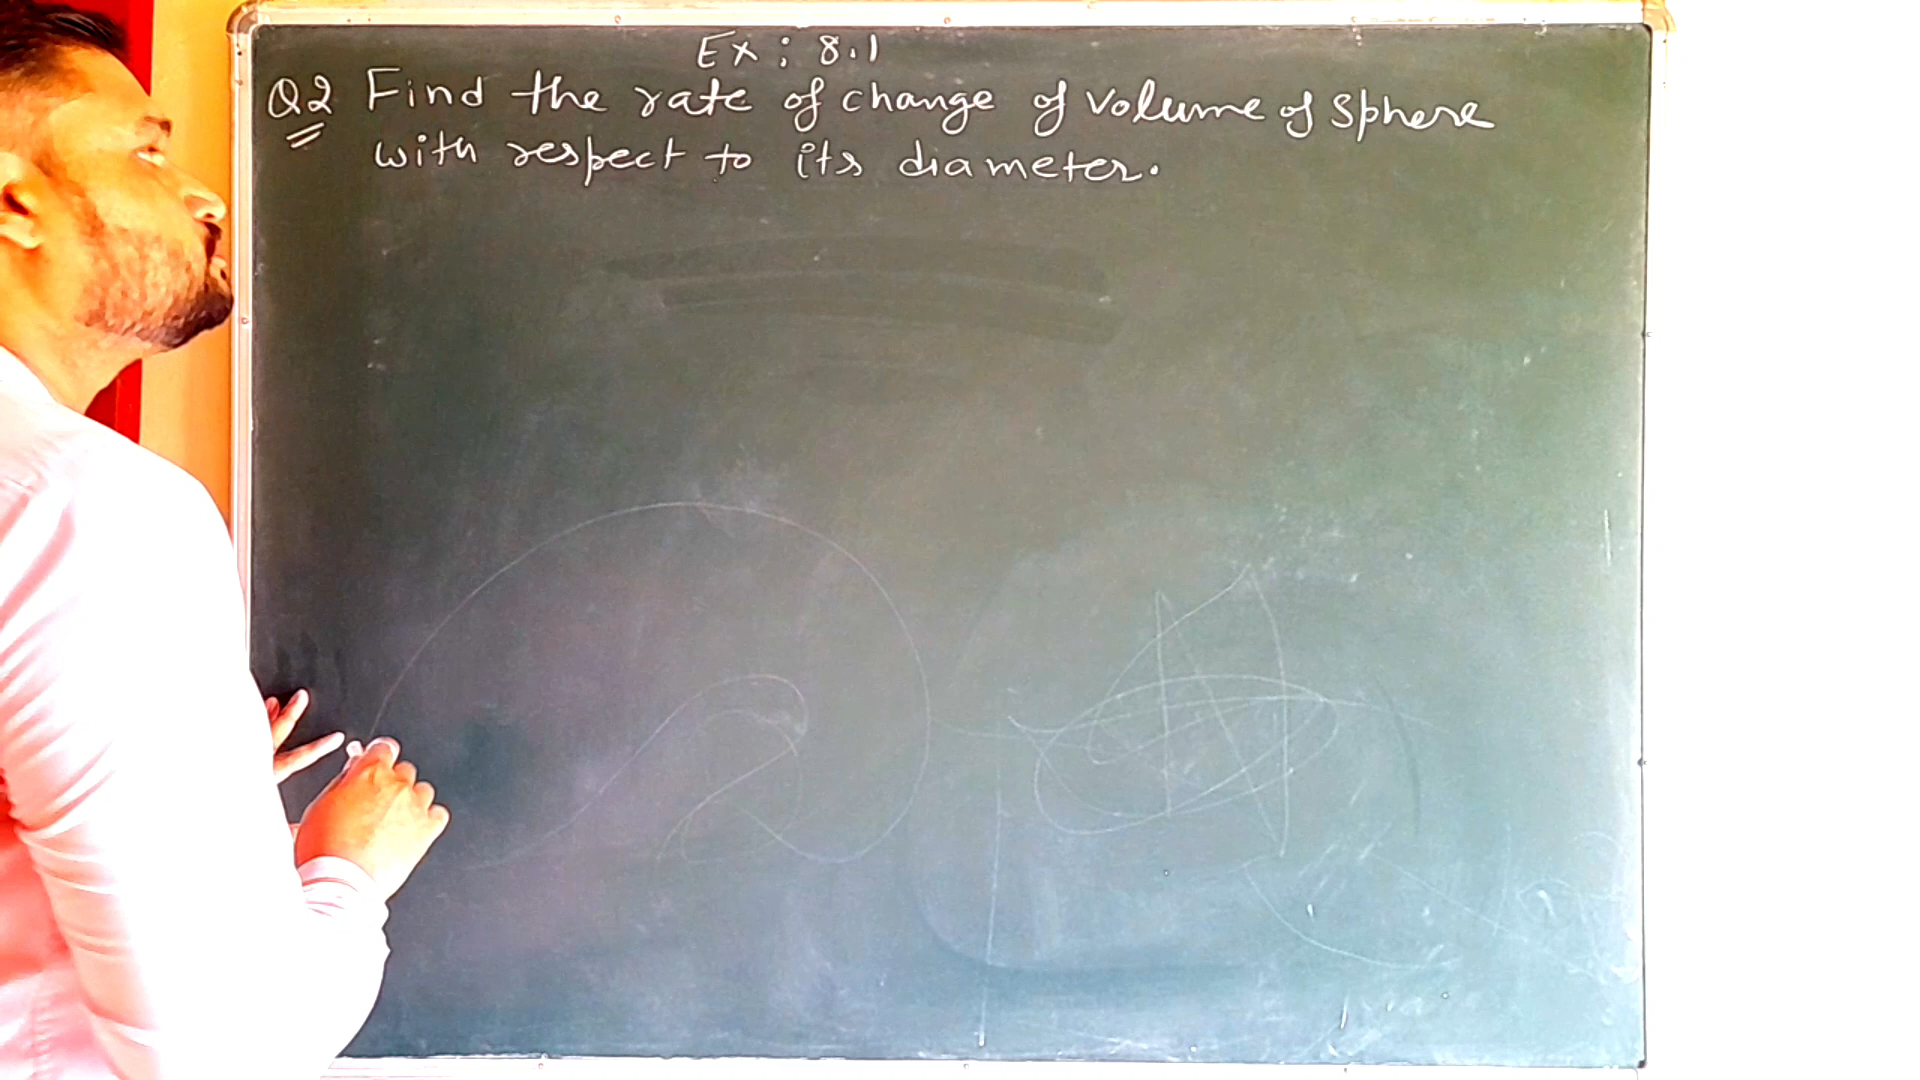 Ex; 8.1
Q2 Find the rate of change of volume of sphere
with respect to its diameter.